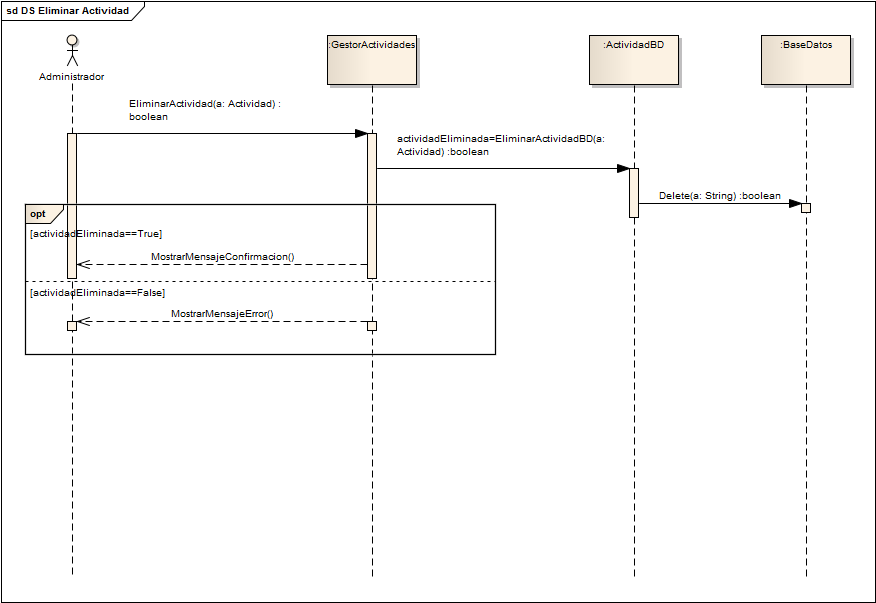 sd DS Eliminar Actividad
Administrador
:GestorActividades
:ActividadBD
:BaseDatos
EliminarActividad(a: Actividad) :
boolean
actividadEliminada=EliminarActividadBD(a:
Actividad) :boolean
Delete(a: String) :boolean
opt
[actividadEliminada==True]
MostrarMensajeConfirmacion()
[actividadEliminada==False]
MostrarMensajeError()